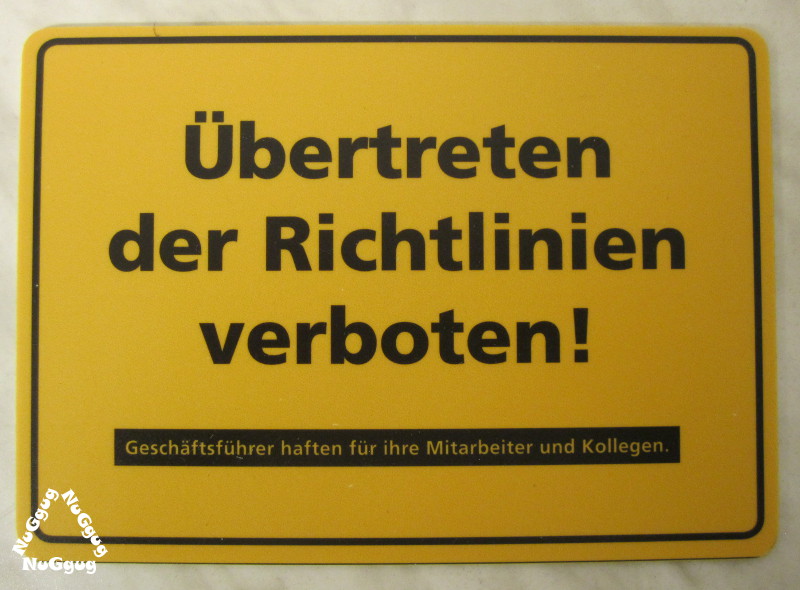 Übertreten
der Richtlinien
verboten!
Geschäftsführer haften für ihre Mitarbeiter und Kollegen.
NuGgug
NuGgug
NuGgug